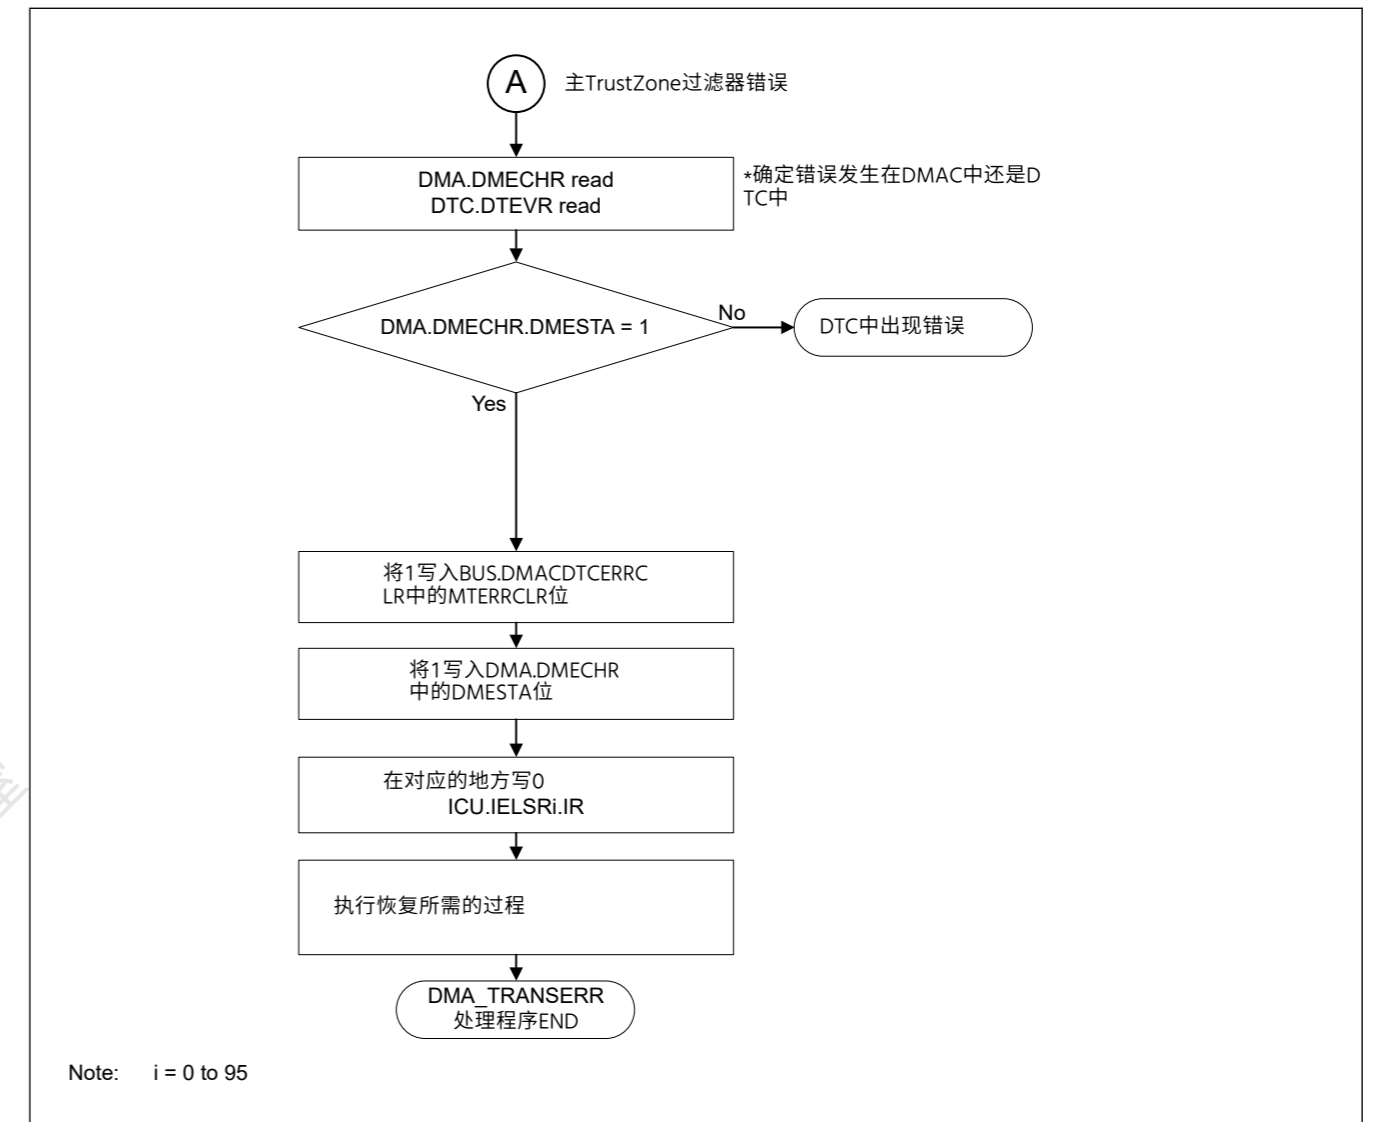 A
主TrustZone过滤器错误
DMA.DMECHR read
DTC.DTEVR read
*确定错误发生在DMAC中还是D
TC中
DMA.DMECHR.DMESTA = 1
No
DTC中出现错误
Yes
将1写入BUS.DMACDTCERRC
LR中的MTERRCLR位
将1写入DMA.DMECHR
中的DMESTA位
在对应的地方写0
ICU.IELSRi.IR
执行恢复所需的过程
DMA_TRANSERR
处理程序END
Note: i = 0 to 95